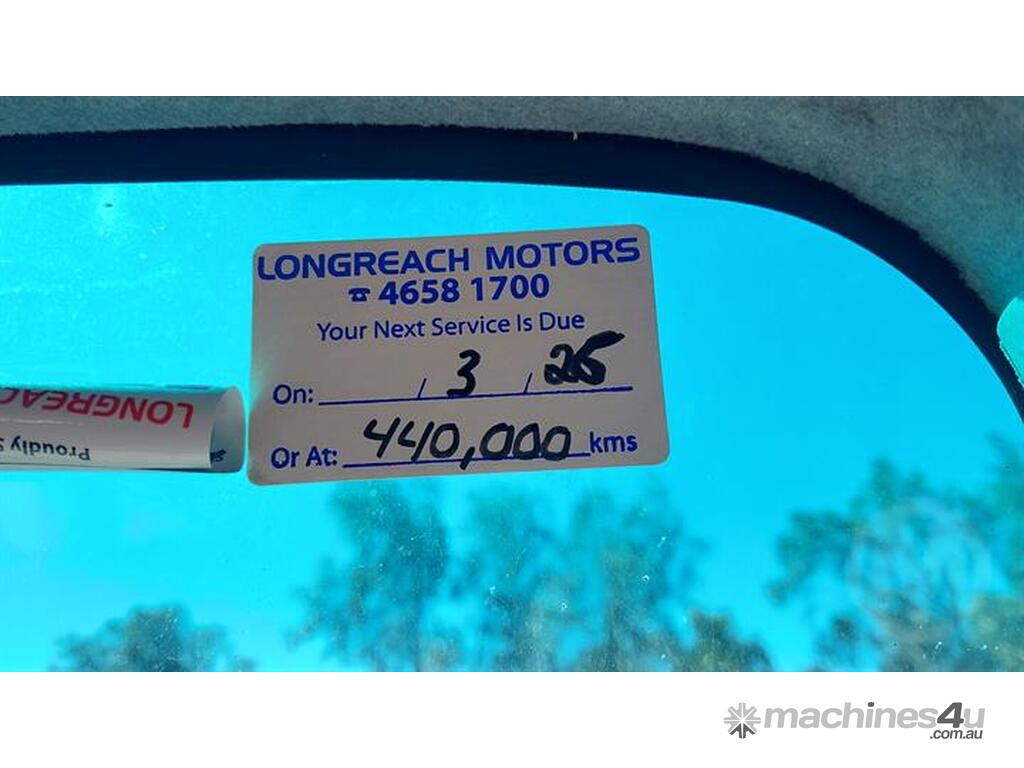 LONGREACH MOTORS
☎ 4658 1700
Your Next Service Is Due
On: / 3 / 25
Or At: 440,000 kms
LONGREAC
Proudly S
machines4u
.com.au